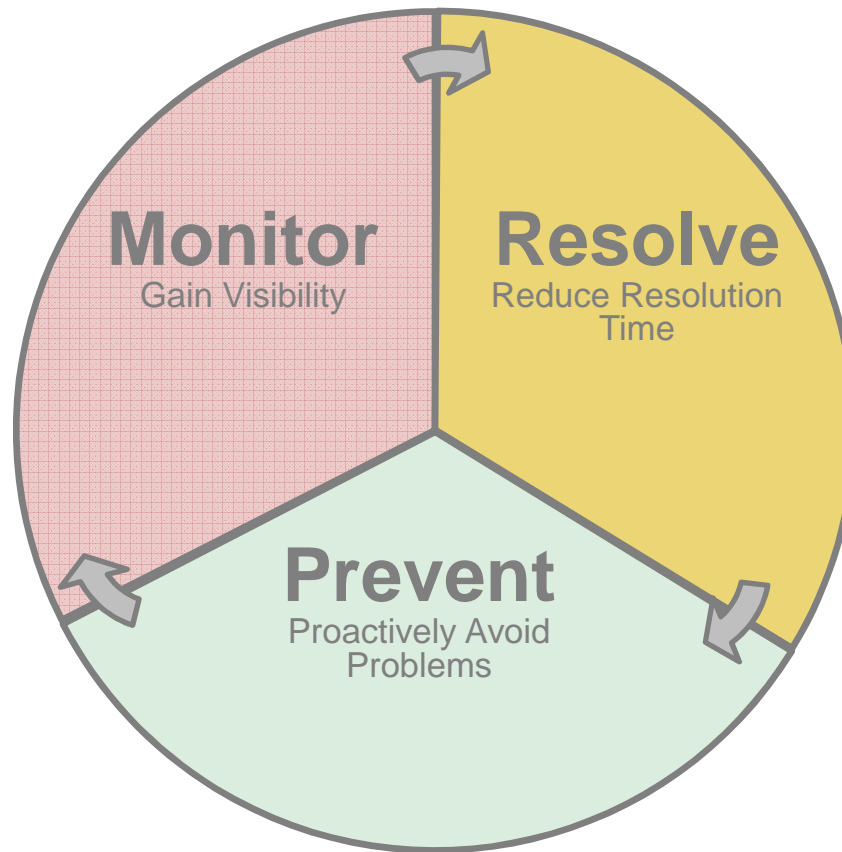 Monitor
Gain Visibility
Resolve
Reduce Resolution
Time
Prevent
Proactively Avoid
Problems